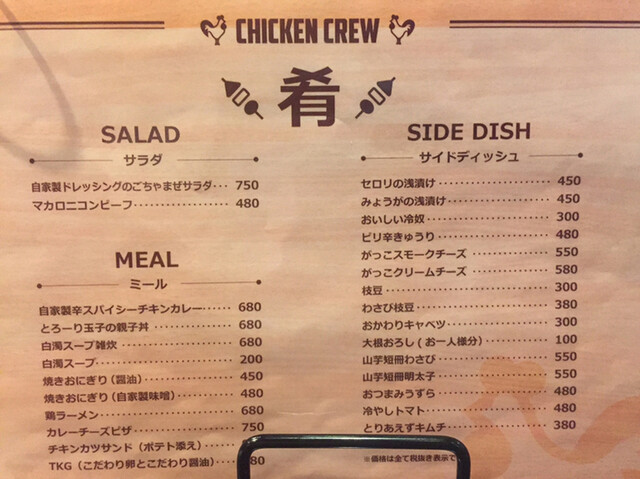 CHICKEN CREW
肴
SALAD
サラダ
自家製ドレッシングのごちゃまぜサラダ… 750
マカロニコンビーフ………………… 480
MEAL
ミール
自家製辛スパイシーチキンカレー…… 680
とろーり玉子の親子丼……………… 680
白濁スープ雑炊……………………… 680
白濁スープ…………………………… 200
焼きおにぎり（醤油）……………… 450
焼きおにぎり（自家製味噌）……… 480
鶏ラーメン…………………………… 680
カレーチーズピザ…………………… 750
チキンカツサンド（ポテト添え）……
TKG（こだわり卵とこだわり醤油）… 80
SIDE DISH
サイドディッシュ
セロリの浅漬け……………………… 450
みょうがの浅漬け…………………… 450
おいしい冷奴………………………… 300
ピリ辛きゅうり……………………… 480
がっこスモークチーズ……………… 550
がっこクリームチーズ……………… 580
枝豆…………………………………… 300
わさび枝豆…………………………… 380
おかわりキャベツ…………………… 300
大根おろし（お一人様分）………… 100
山芋短冊わさび……………………… 550
山芋短冊明太子……………………… 550
おつまみうずら……………………… 480
冷やしトマト………………………… 480
とりあえずキムチ…………………… 380
※価格は全て税抜き表示で